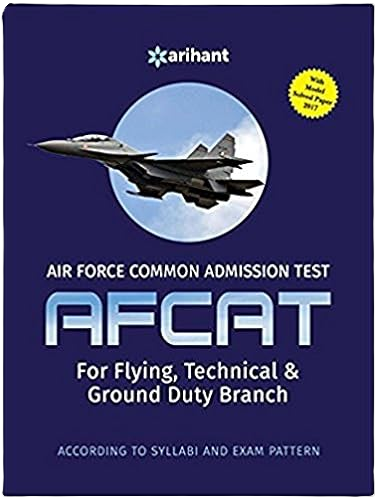 arihant
With
Model
Solved Paper
2017
AIR FORCE COMMON ADMISSION TEST
AFCAT
For Flying, Technical &
Ground Duty Branch
ACCORDING TO SYLLABI AND EXAM PATTERN